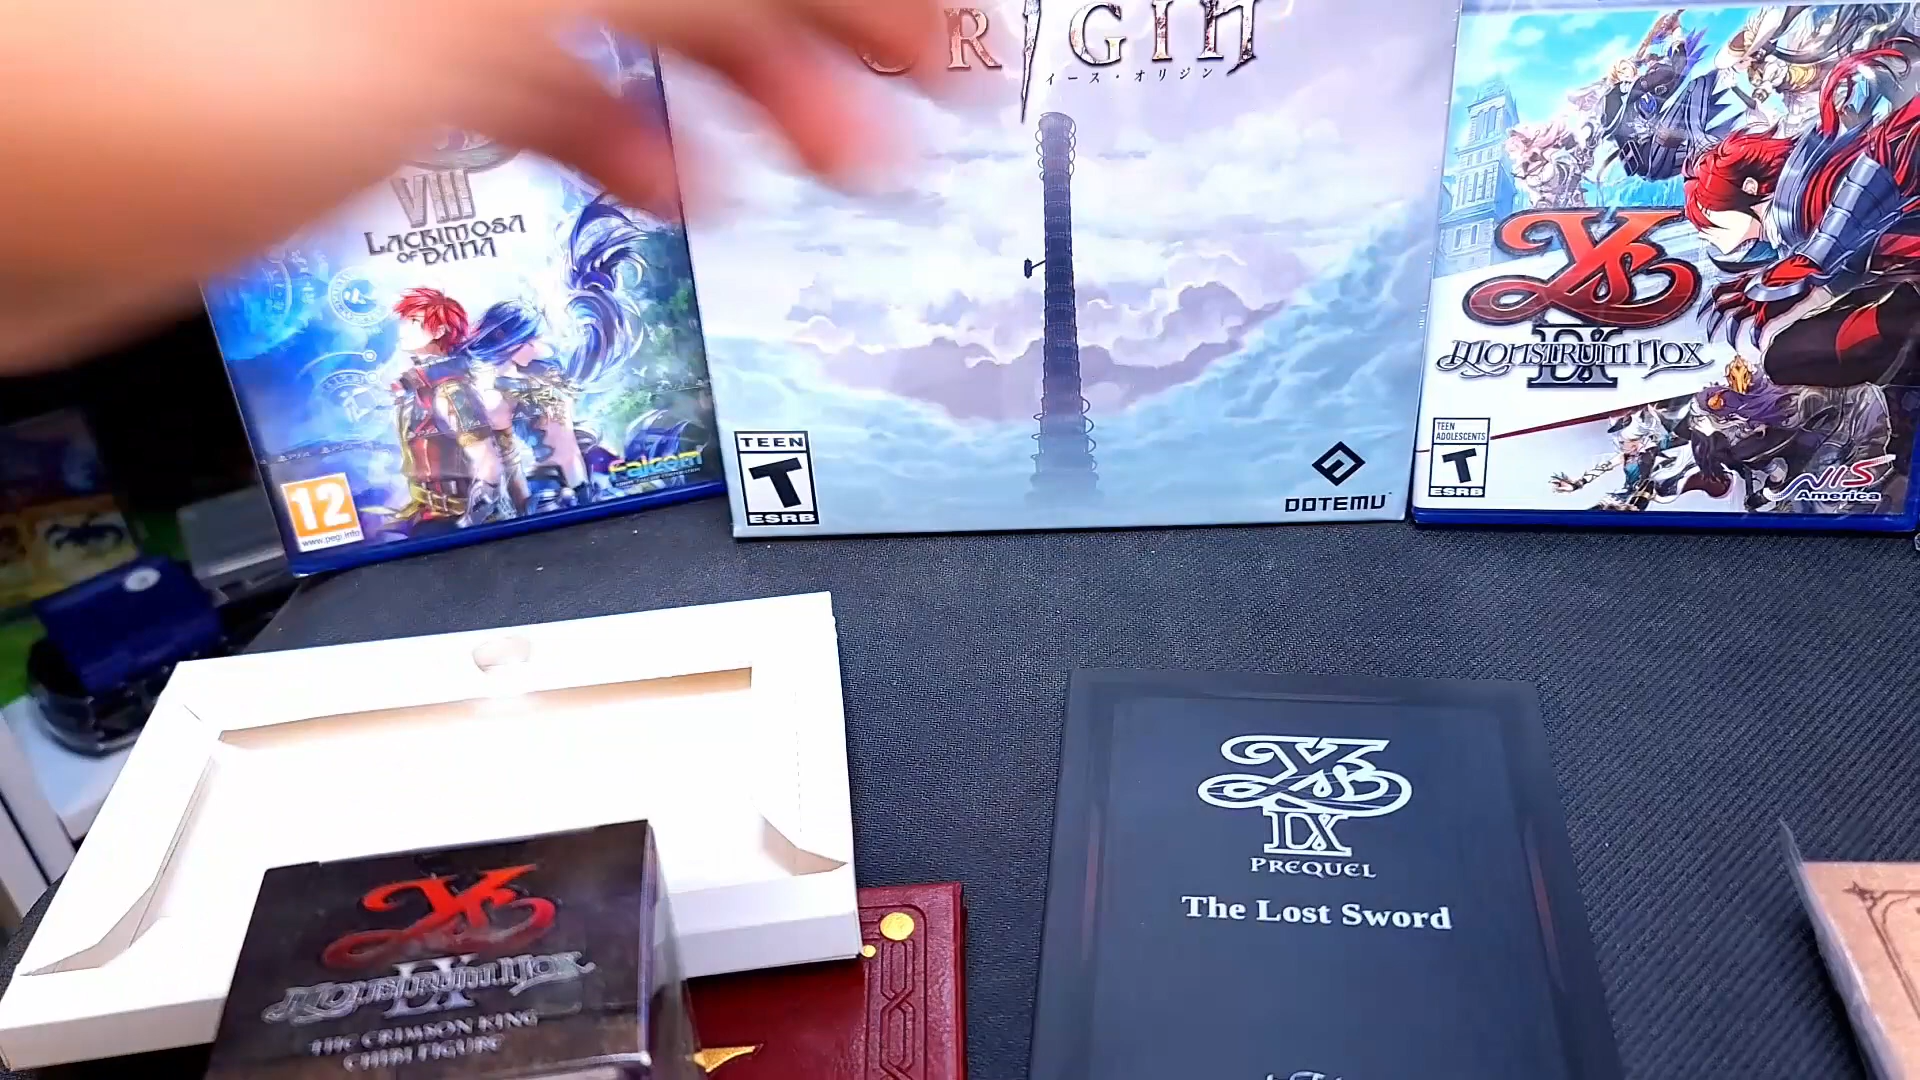 ORIGIN
イース・オリジン
VIII
LACRIMOSA
OF DANA
12
www.pegi.info
Falcom
TEEN
T
ESRB
DOTEMU
Ys
IX
MONSTRUM NOX
TEEN
ADOLESCENTS
T
ESRB
NIS
America
Ys
IX
PREQUEL
The Lost Sword
Ys
IX
MONSTRUM NOX
THE CRIMSON KING
CHIBI FIGURE